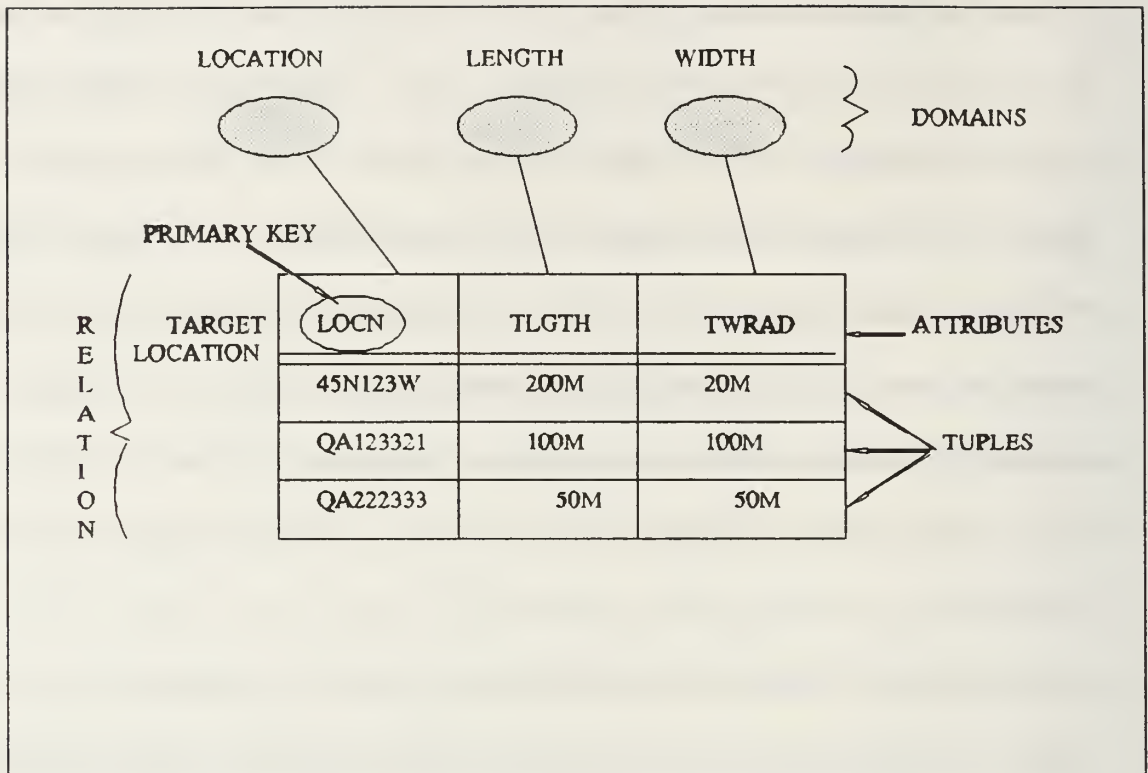 LOCATION LENGTH WIDTH
DOMAINS
PRIMARY KEY
RELATION
TARGET LOCATION
LOCN TLGTH TWRAD
ATTRIBUTES
45N123W 200M 20M
QA123321 100M 100M
TUPLES
QA222333 50M 50M